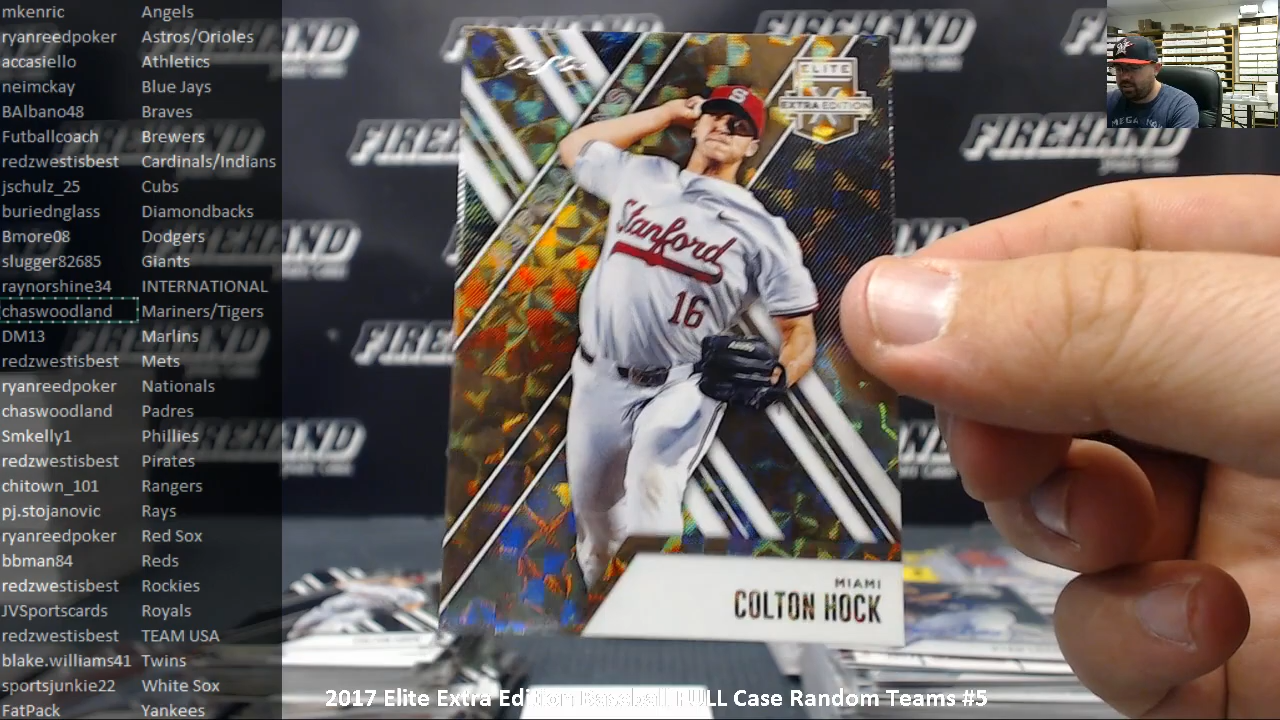 mkenric Angels
ryanreedpoker Astros/Orioles
accasiello Athletics
neimckay Blue Jays
BAlbano48 Braves
Futballcoach Brewers
redzwestisbest Cardinals/Indians
jschulz_25 Cubs
buriednglass Diamondbacks
Bmore08 Dodgers
slugger82685 Giants
raynorshine34 INTERNATIONAL
chaswoodland Mariners/Tigers
DM13 Marlins
redzwestisbest Mets
ryanreedpoker Nationals
chaswoodland Padres
Smkelly1 Phillies
redzwestisbest Pirates
chitown_101 Rangers
pj.stojanovic Rays
ryanreedpoker Red Sox
bbman84 Reds
redzwestisbest Rockies
JVSportscards Royals
redzwestisbest TEAM USA
blake.williams41 Twins
sportsjunkie22 White Sox
FatPack Yankees
ELITE
EXTRA EDITION
S
Stanford
16
MIAMI
COLTON HOCK
FIREHAND
FIREHAND
FIREHAND
2017 Elite Extra Edition Baseball FULL Case Random Teams #5